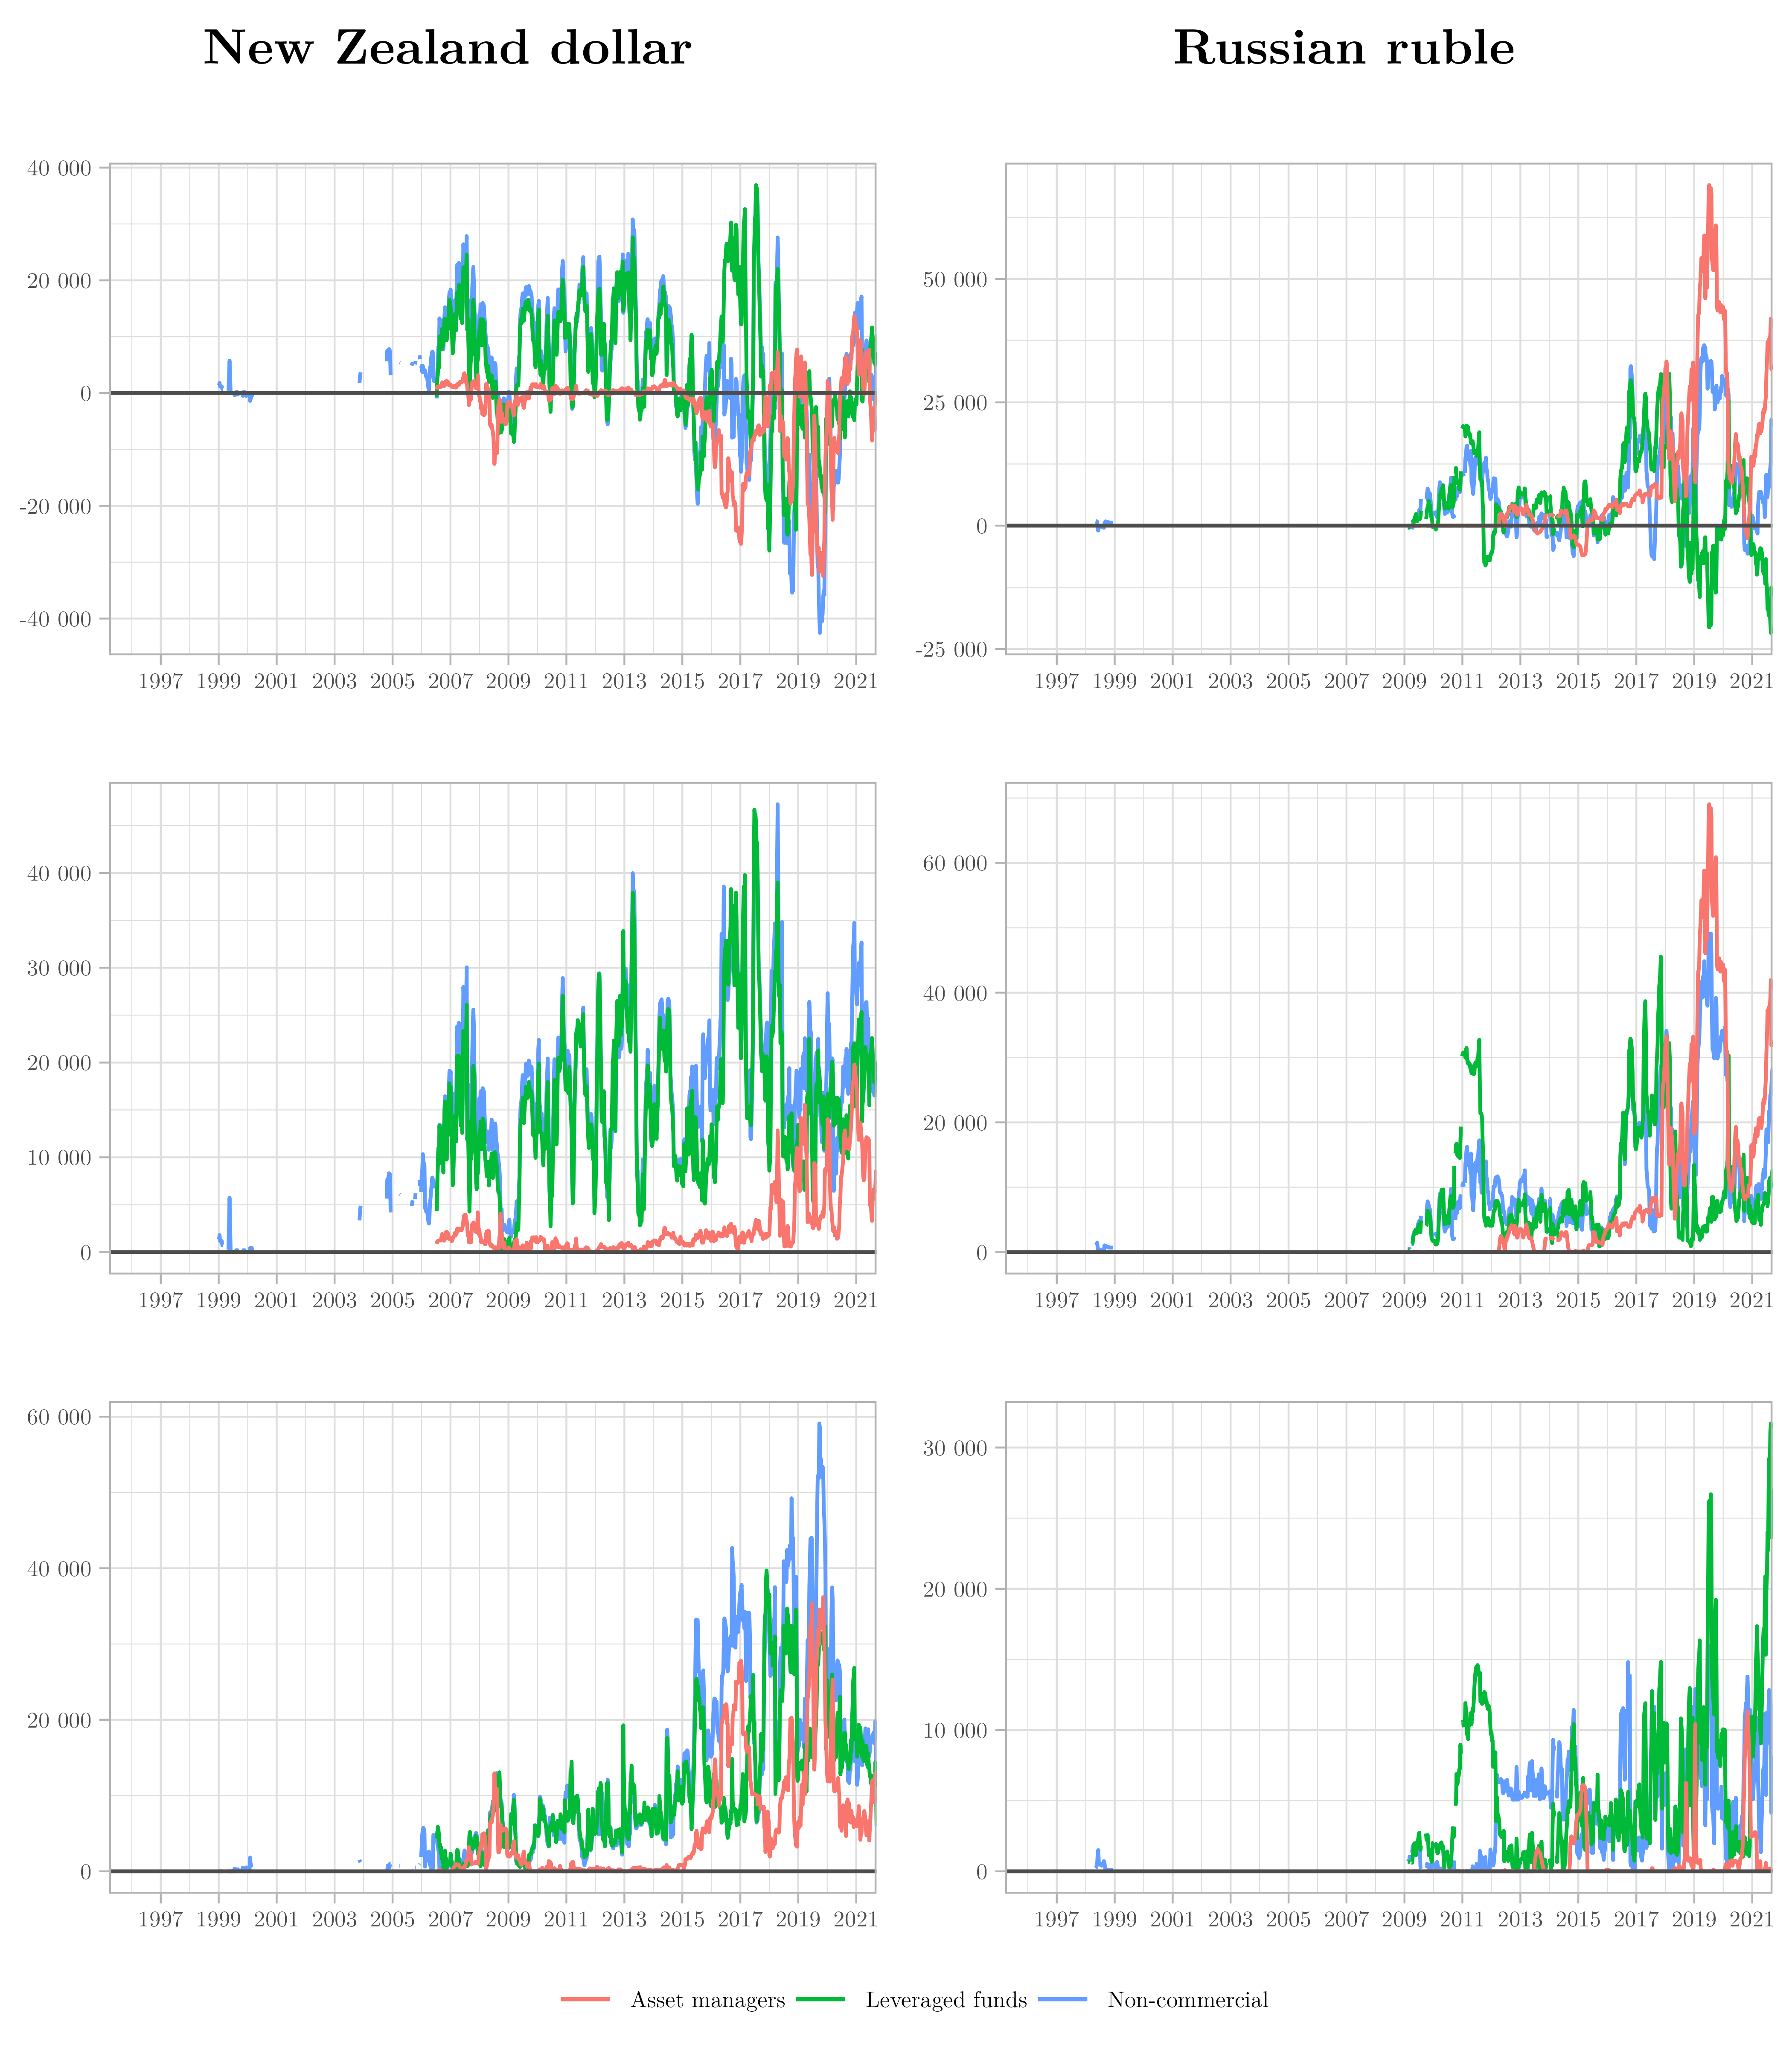 New Zealand dollar
Russian ruble
40 000
20 000
0
-20 000
-40 000
1997 1999 2001 2003 2005 2007 2009 2011 2013 2015 2017 2019 2021
50 000
25 000
0
-25 000
1997 1999 2001 2003 2005 2007 2009 2011 2013 2015 2017 2019 2021
40 000
30 000
20 000
10 000
0
1997 1999 2001 2003 2005 2007 2009 2011 2013 2015 2017 2019 2021
60 000
40 000
20 000
0
1997 1999 2001 2003 2005 2007 2009 2011 2013 2015 2017 2019 2021
60 000
40 000
20 000
0
1997 1999 2001 2003 2005 2007 2009 2011 2013 2015 2017 2019 2021
30 000
20 000
10 000
0
1997 1999 2001 2003 2005 2007 2009 2011 2013 2015 2017 2019 2021
Asset managers Leveraged funds Non-commercial